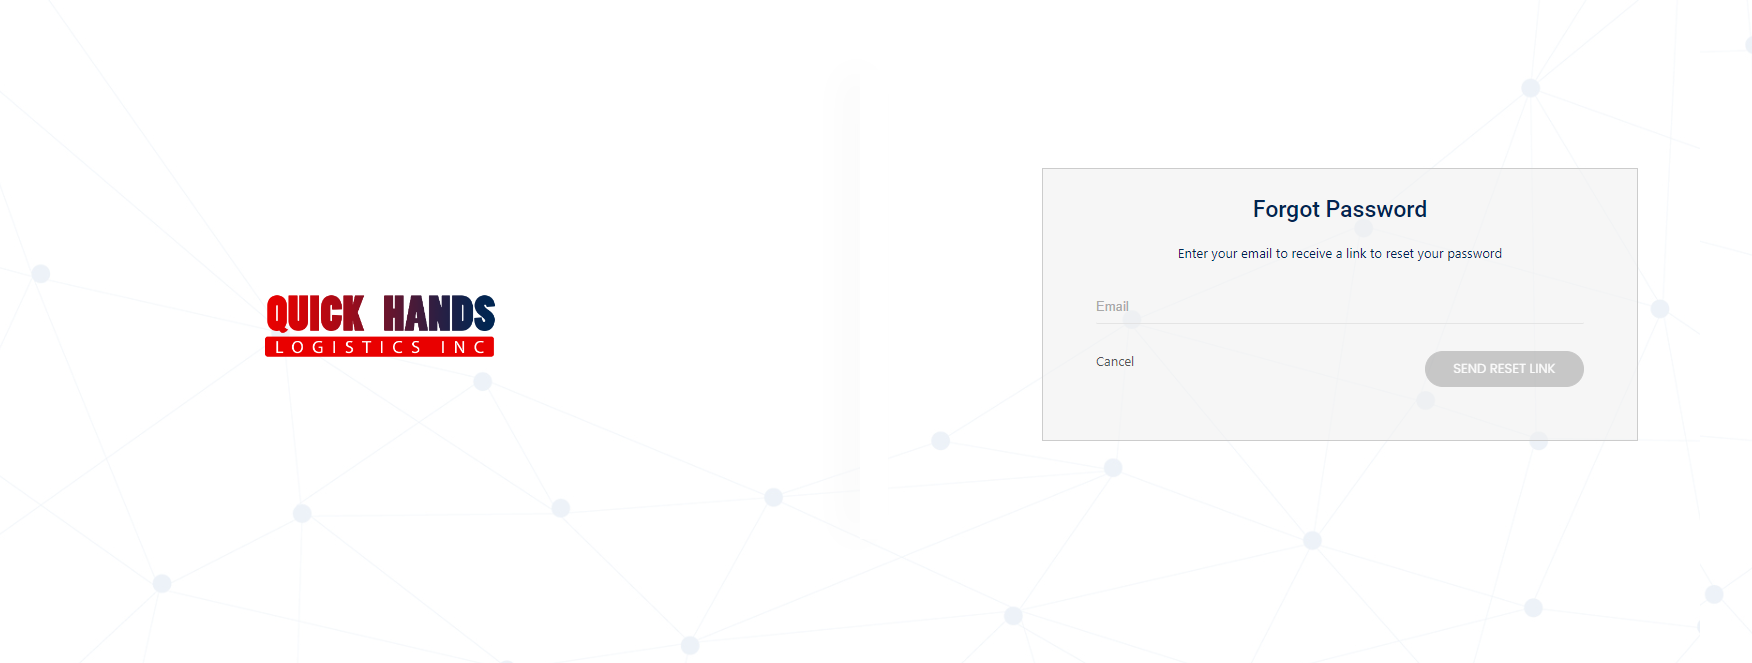 QUICK HANDS
LOGISTICS INC
Forgot Password
Enter your email to receive a link to reset your password
Email
Cancel
SEND RESET LINK